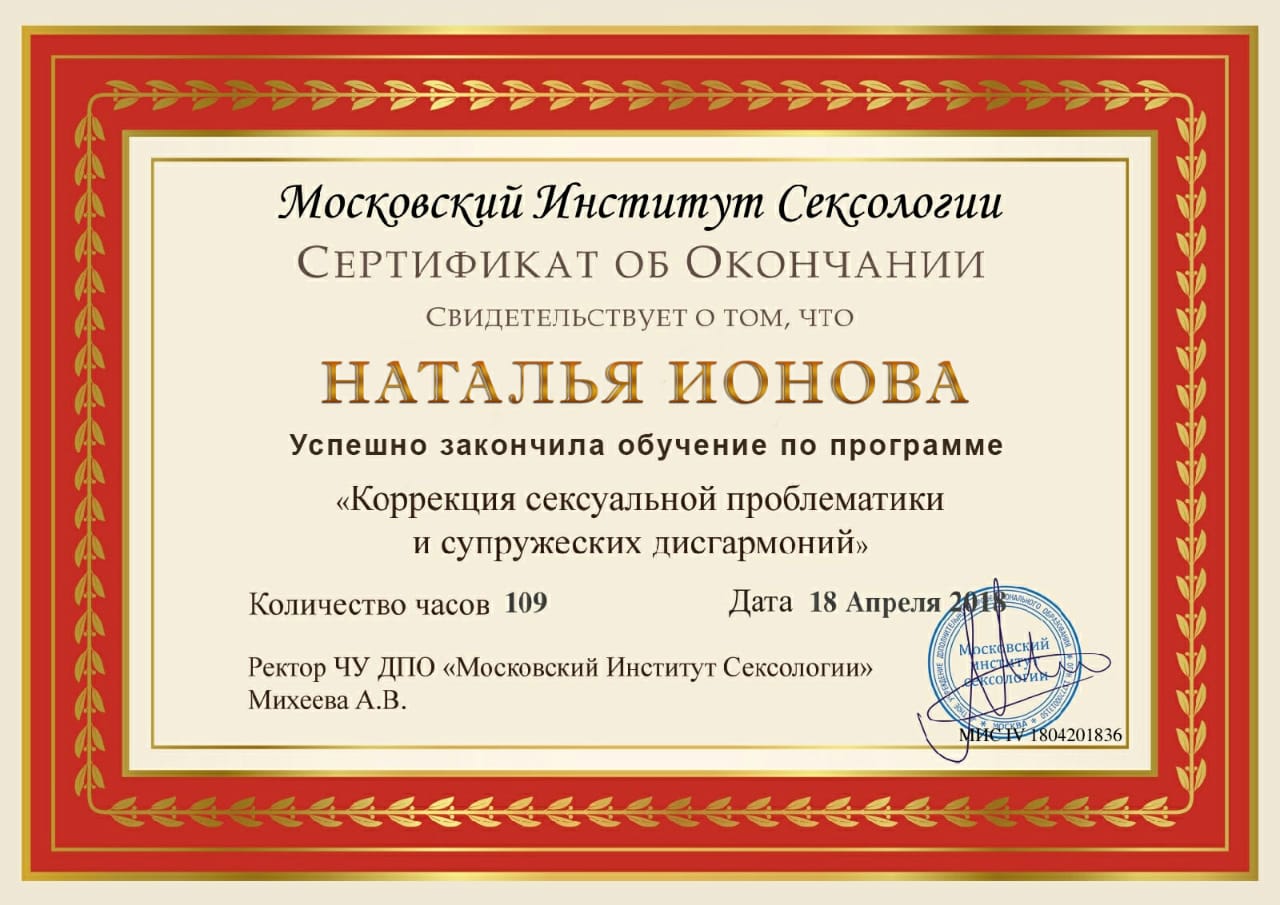 Московский Институт Сексологии
Сертификат об Окончании
Свидетельствует о том, что
НАТАЛЬЯ ИОНОВА
Успешно закончила обучение по программе
«Коррекция сексуальной проблематики
и супружеских дисгармоний»
Количество часов 109
Дата 18 Апреля 2018
Ректор ЧУ ДПО «Московский Институт Сексологии»
Михеева А.В.
Московский
институт
сексологии
МОСКВА
МИС IV 1804201836